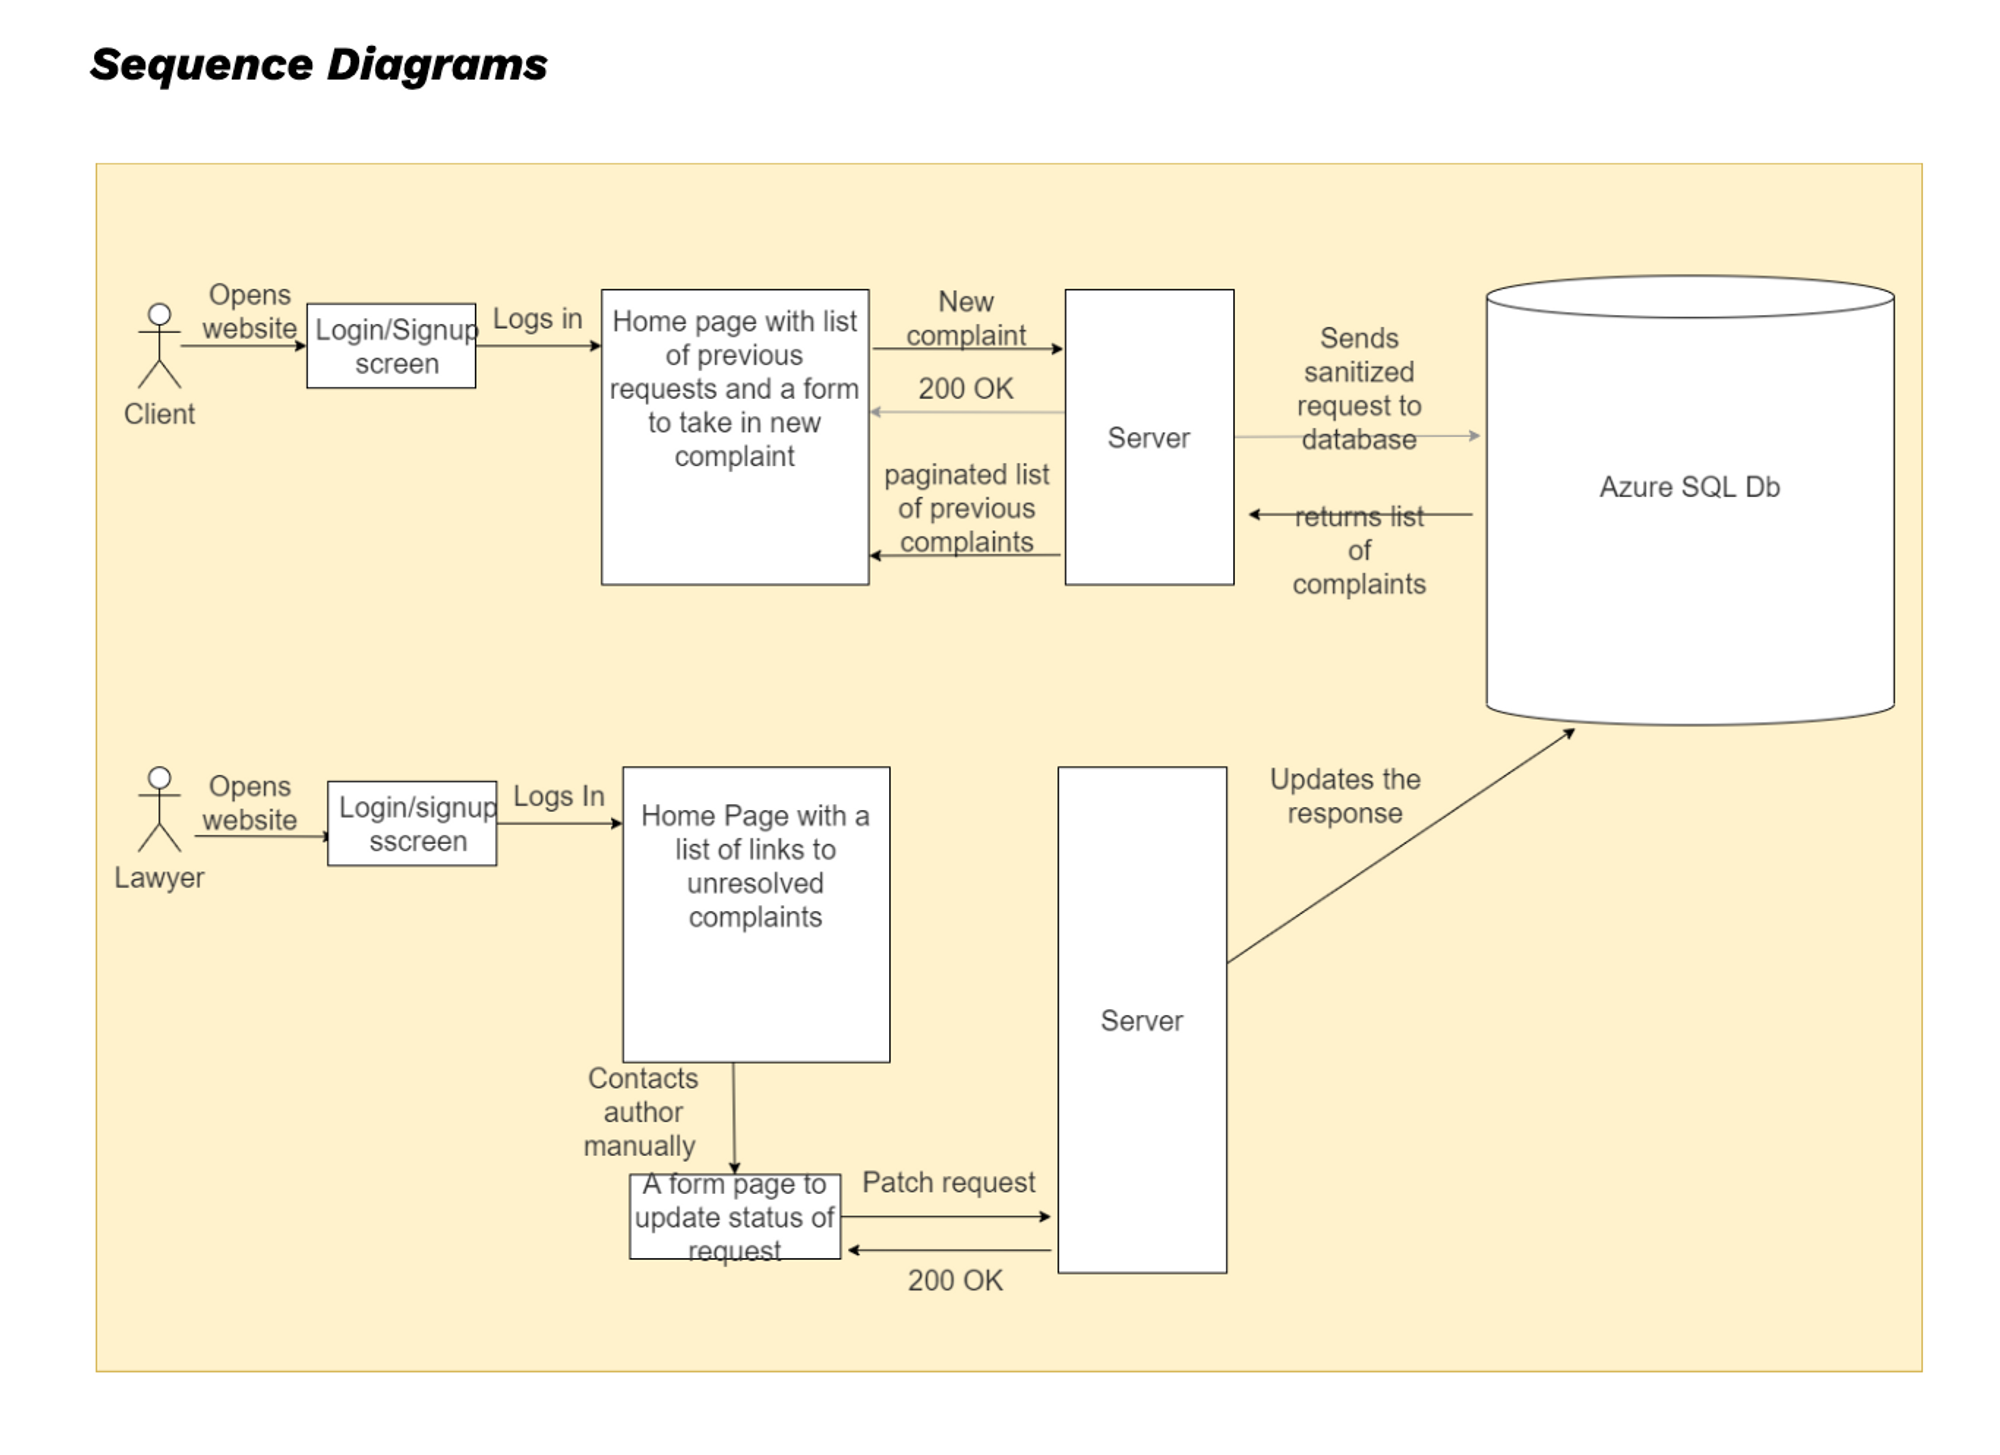 Sequence Diagrams
Opens
website
Client
Login/Signup
screen
Logs in
Home page with list
of previous
requests and a form
to take in new
complaint
New
complaint
200 OK
paginated list
of previous
complaints
Server
Sends
sanitized
request to
database
returns list
of
complaints
Azure SQL Db
Opens
website
Lawyer
Login/signup
sscreen
Logs In
Home Page with a
list of links to
unresolved
complaints
Contacts
author
manually
A form page to
update status of
request
Patch request
200 OK
Server
Updates the
response